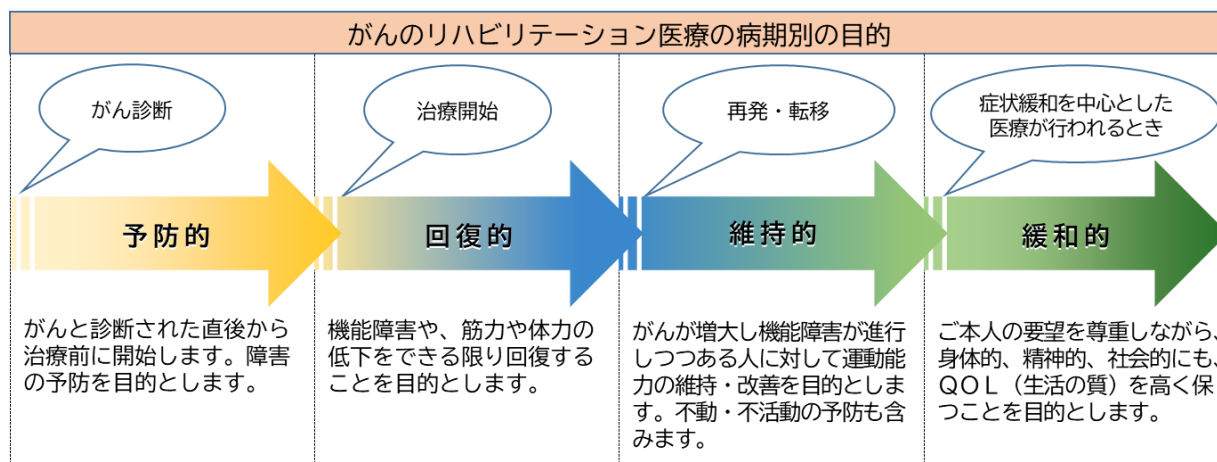 がんのリハビリテーション医療の病期別の目的
がん診断
治療開始
再発・転移
症状緩和を中心とした
医療が行われるとき
予防的
回復的
維持的
緩和的
がんと診断された直後から
治療前に開始します。障害
の予防を目的とします。
機能障害や、筋力や体力の
低下をできる限り回復する
ことを目的とします。
がんが増大し機能障害が進行
しつつある人に対して運動能
力の維持・改善を目的としま
す。不動・不活動の予防も含
みます。
ご本人の要望を尊重しながら、
身体的、精神的、社会的にも、
ＱＯＬ（生活の質）を高く保
つことを目的とします。